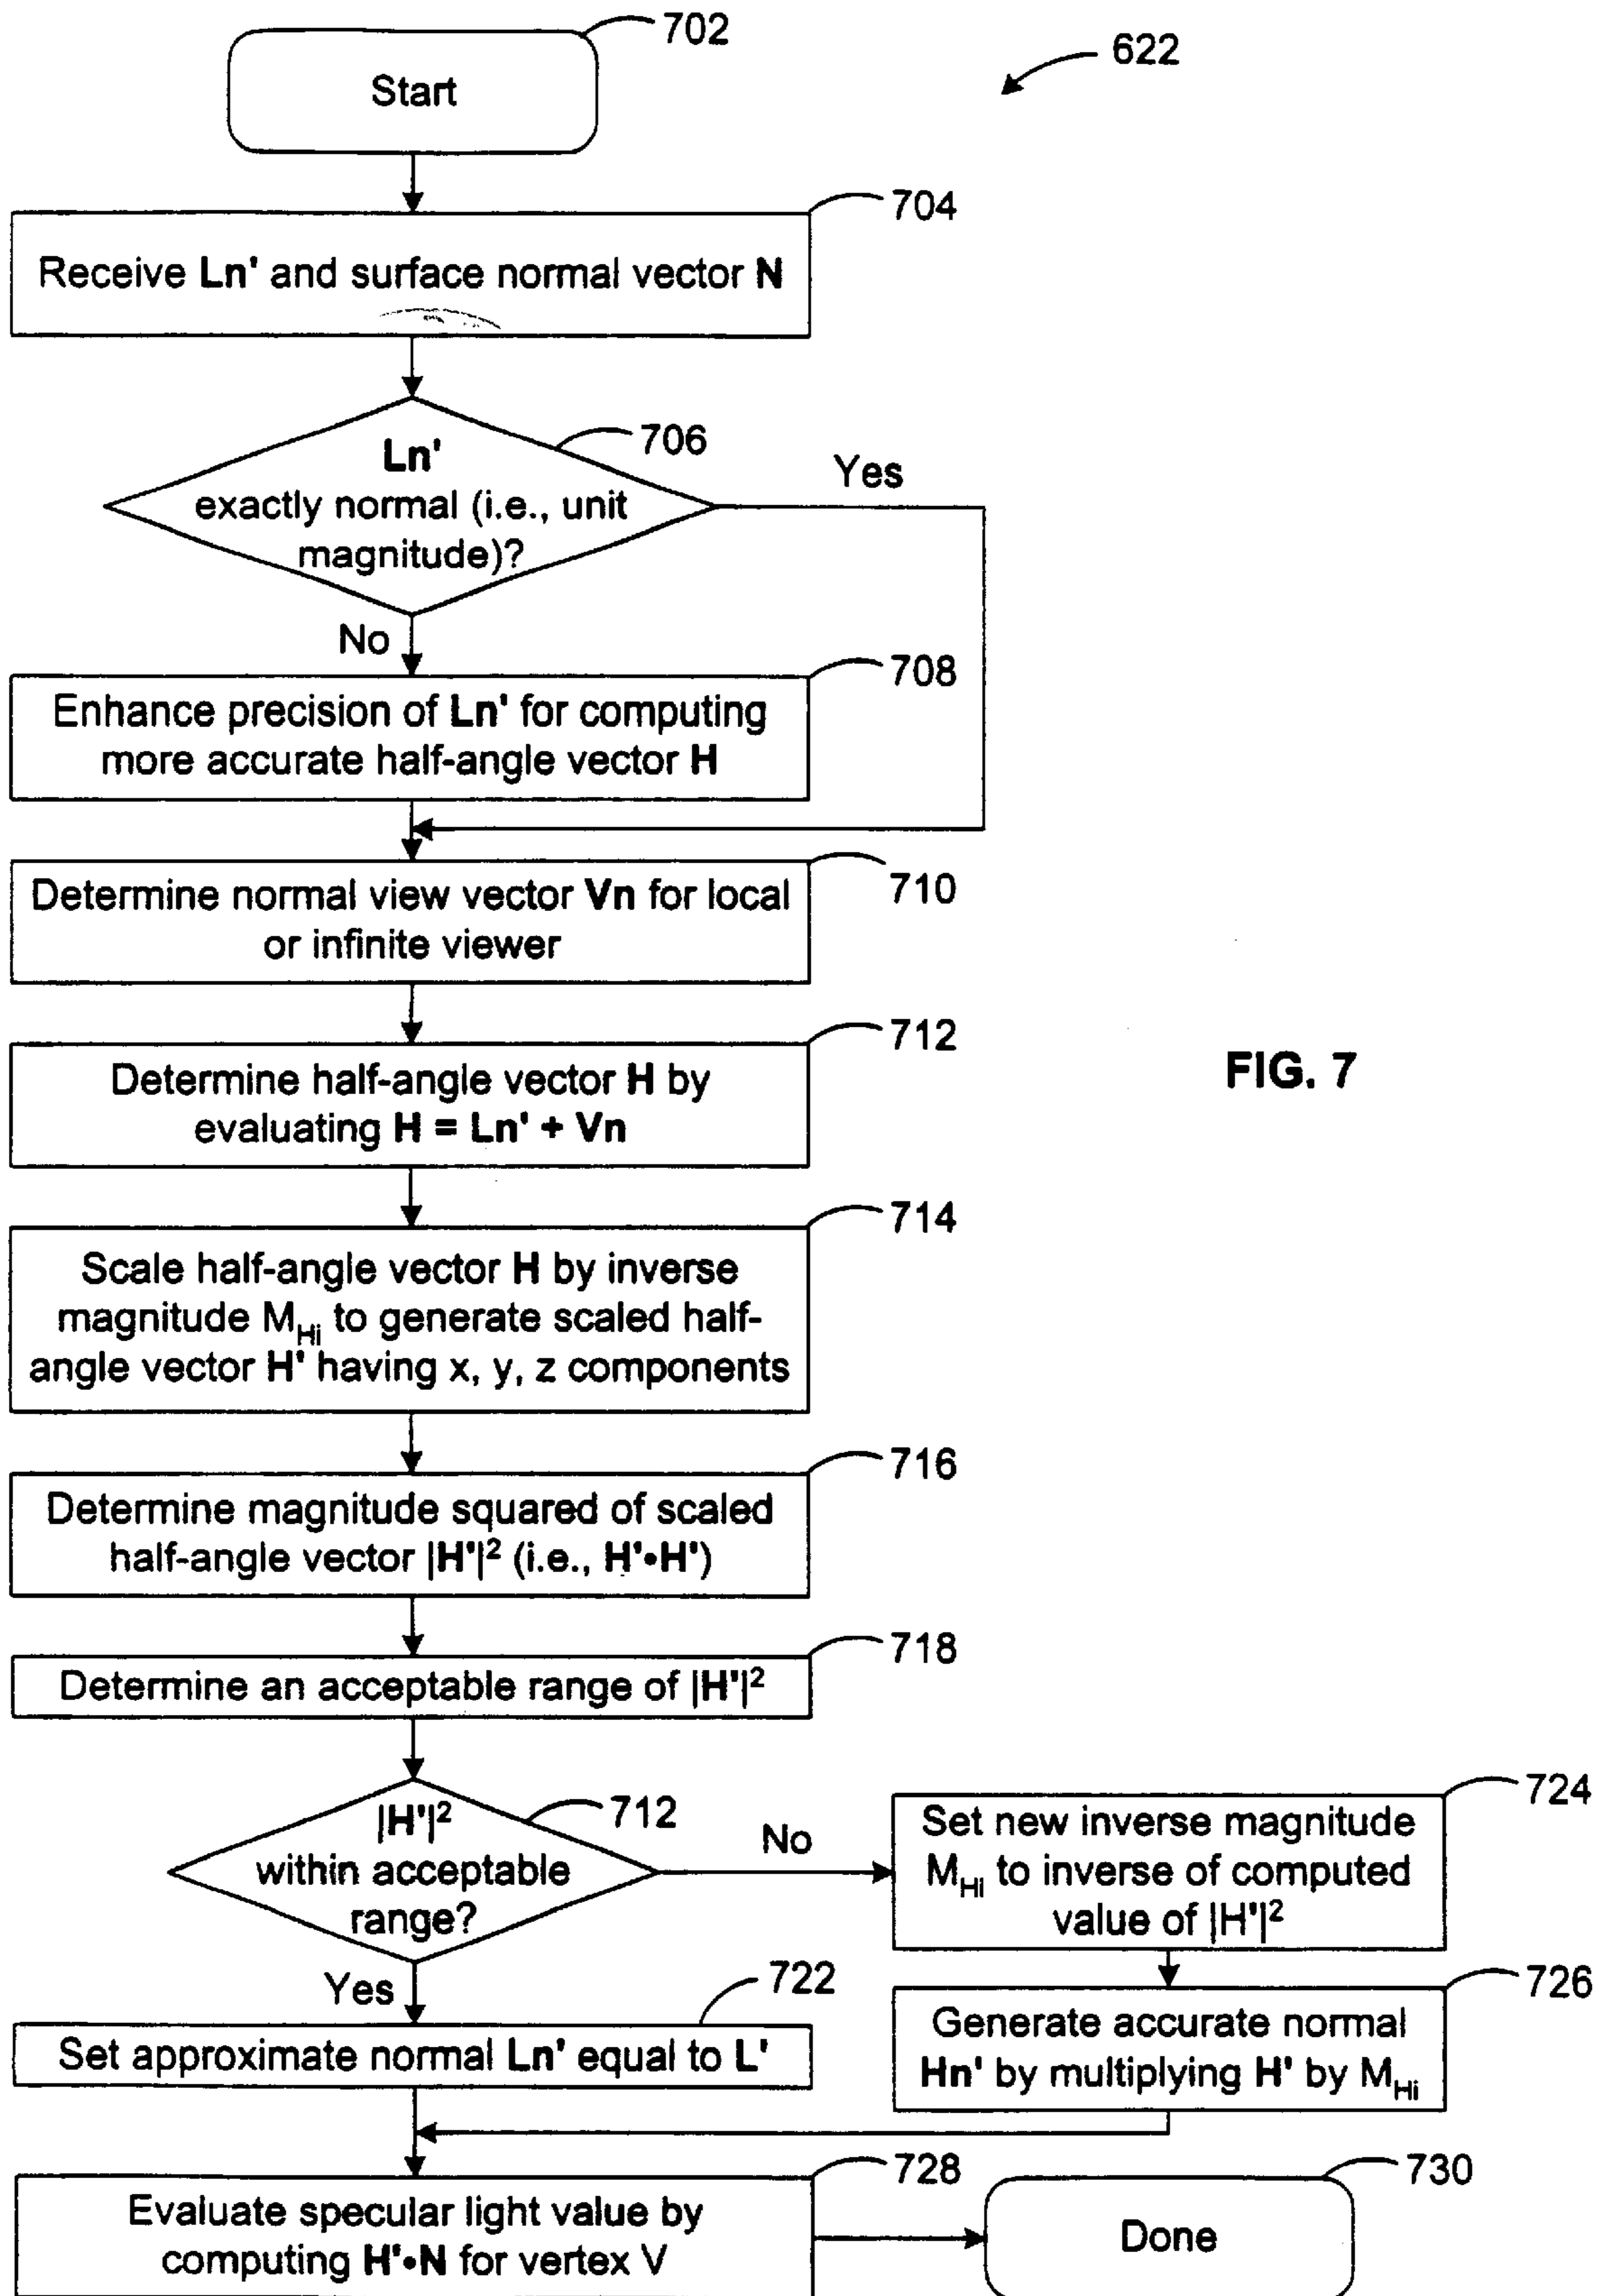 702
622
Start
704
Receive Ln' and surface normal vector N
706
Ln'
exactly normal (i.e., unit
magnitude)?
Yes
No
708
Enhance precision of Ln' for computing
more accurate half-angle vector H
710
Determine normal view vector Vn for local
or infinite viewer
712
Determine half-angle vector H by
evaluating H = Ln' + Vn
FIG. 7
714
Scale half-angle vector H by inverse
magnitude M_Hi to generate scaled half-
angle vector H' having x, y, z components
716
Determine magnitude squared of scaled
half-angle vector |H'|² (i.e., H'•H')
718
Determine an acceptable range of |H'|²
712
|H'|²
within acceptable
range?
No
724
Set new inverse magnitude
M_Hi to inverse of computed
value of |H'|²
Yes
722
Set approximate normal Ln' equal to L'
726
Generate accurate normal
Hn' by multiplying H' by M_Hi
728
Evaluate specular light value by
computing H'•N for vertex V
730
Done